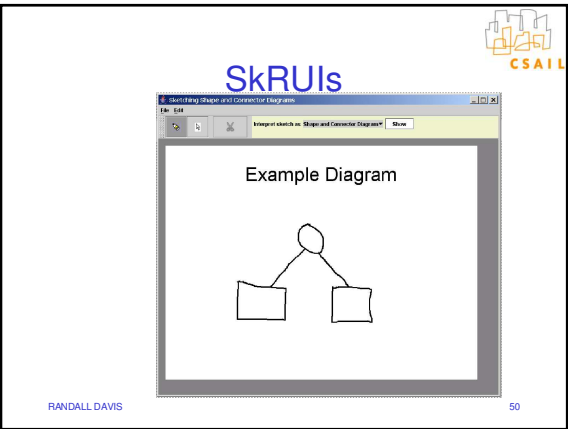 CSAIL
SkRUIs
Sketching Shape and Connector Diagrams
File Edit
Interpret sketch as Shape and Connector Diagram Show
Example Diagram
RANDALL DAVIS
50